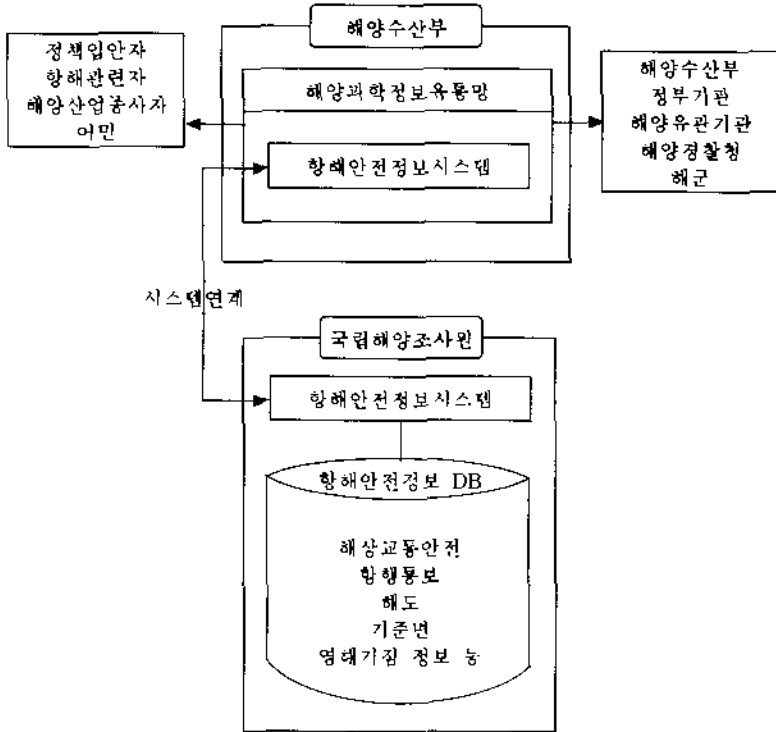 해양수산부
정책입안자
항해관련자
해양산업종사자
어민
해양과학정보유통망
항해안전정보시스템
해양수산부
정부기관
해양유관기관
해양경찰청
해군
시스템연계
국립해양조사원
항해안전정보시스템
항해안전정보 DB
해상교통안전
항행통보
해도
기준면
영해기점 정보 등